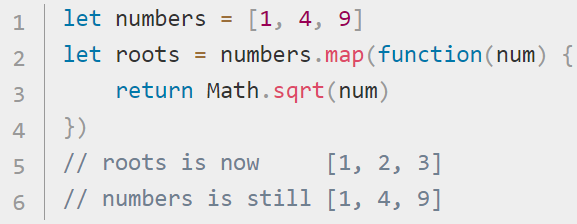 1 let numbers = [1, 4, 9]
2 let roots = numbers.map(function(num) {
3     return Math.sqrt(num)
4 })
5 // roots is now     [1, 2, 3]
6 // numbers is still [1, 4, 9]